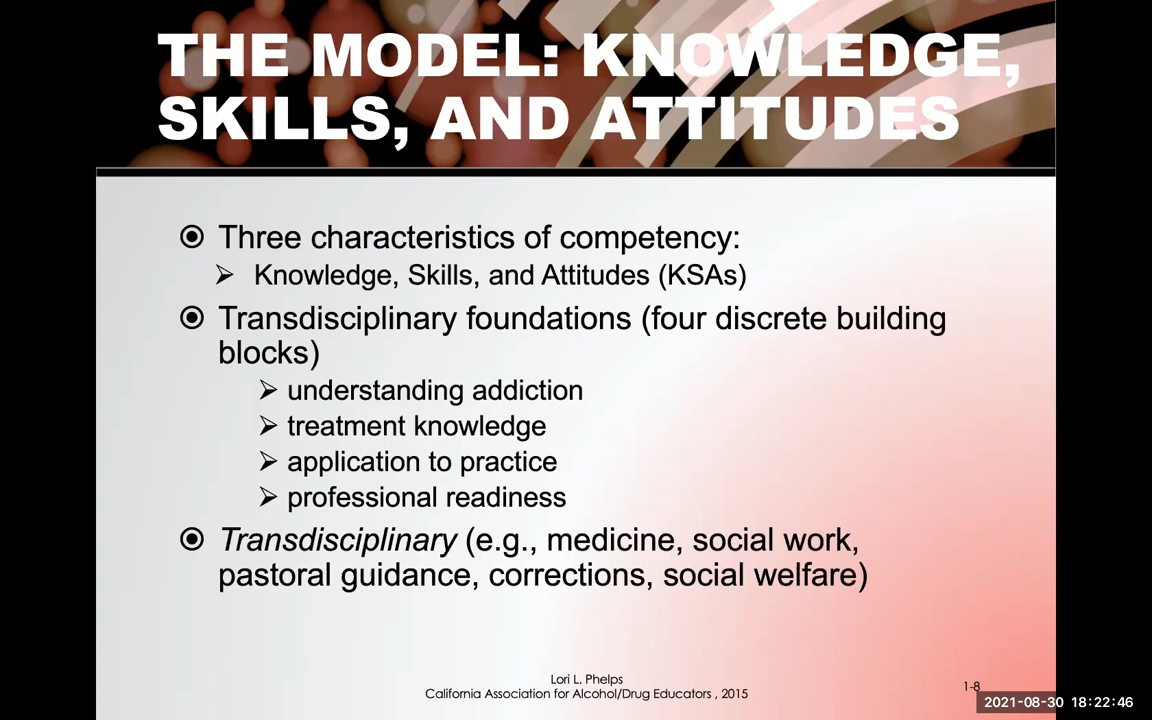 THE MODEL: KNOWLEDGE,
SKILLS, AND ATTITUDES
Three characteristics of competency:
Knowledge, Skills, and Attitudes (KSAs)
Transdisciplinary foundations (four discrete building
blocks)
understanding addiction
treatment knowledge
application to practice
professional readiness
Transdisciplinary (e.g., medicine, social work,
pastoral guidance, corrections, social welfare)
Lori L. Phelps
California Association for Alcohol/Drug Educators , 2015
1-8
2021-08-30 18:22:46